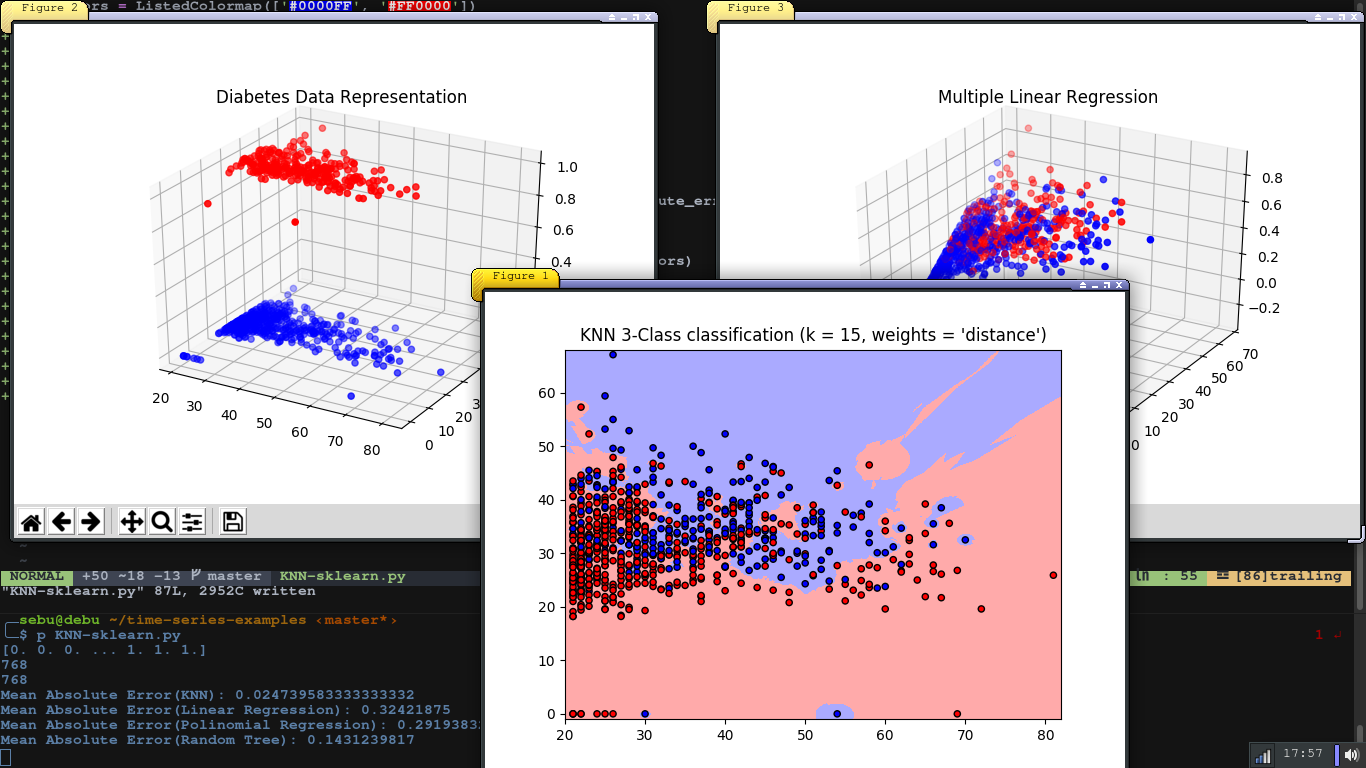 ors = ListedColormap(['#0000FF', '#FF0000'])
Figure 2
Diabetes Data Representation
1.0
0.8
0.6
0.4
20
30
40
50
60
70
80
0
10
20
3
ute_err
ors)
Figure 3
Multiple Linear Regression
0.8
0.6
0.4
0.2
0.0
−0.2
70
60
50
40
30
20
10
0
Figure 1
KNN 3-Class classification (k = 15, weights = 'distance')
60
50
40
30
20
10
0
20
30
40
50
60
70
80
NORMAL +50 ~18 -13 master KNN-sklearn.py
ln : 55 [86]trailing
"KNN-sklearn.py" 87L, 2952C written
sebu@debu ~/time-series-examples ‹master*›
$ p KNN-sklearn.py
1 ↵
[0. 0. 0. ... 1. 1. 1.]
768
768
Mean Absolute Error(KNN): 0.024739583333333332
Mean Absolute Error(Linear Regression): 0.32421875
Mean Absolute Error(Polinomial Regression): 0.2919383
Mean Absolute Error(Random Tree): 0.1431239817
17:57